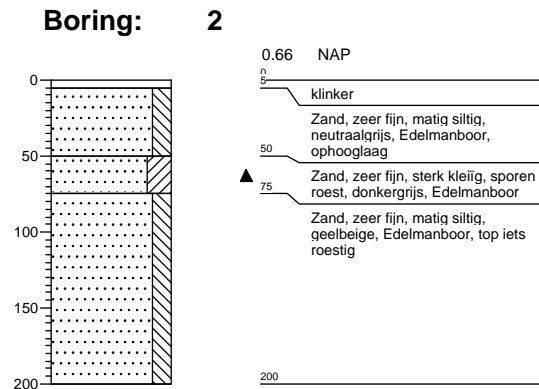 Boring: 2
0.66 NAP
0
5
klinker
Zand, zeer fijn, matig siltig,
neutraalgrijs, Edelmanboor,
ophooglaag
50
Zand, zeer fijn, sterk kleiïg, sporen
roest, donkergrijs, Edelmanboor
75
Zand, zeer fijn, matig siltig,
geelbeige, Edelmanboor, top iets
roestig
200
0
50
100
150
200